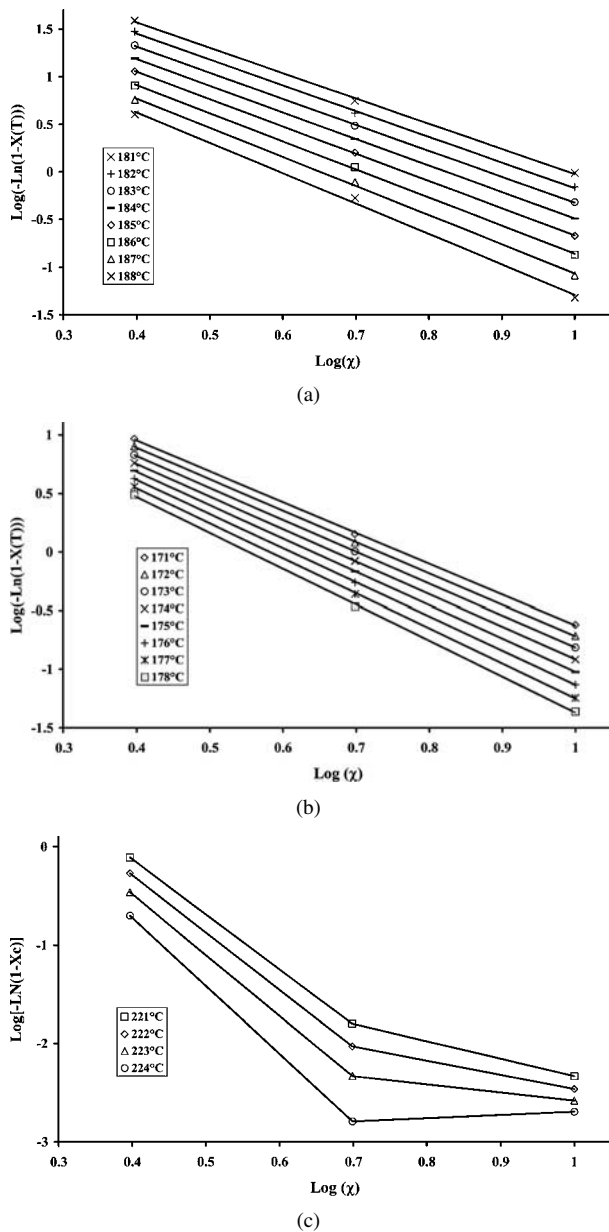 1.5
1
0.5
0
-0.5
-1
-1.5
Log(-Ln(1-X(T)))
181°C
182°C
183°C
184°C
185°C
186°C
187°C
188°C
0.3 0.4 0.5 0.6 0.7 0.8 0.9 1
Log(χ)
(a)
1
0.5
0
-0.5
-1
-1.5
Log(-Ln(1-X(T)))
171°C
172°C
173°C
174°C
175°C
176°C
177°C
178°C
0.3 0.4 0.5 0.6 0.7 0.8 0.9 1
Log (χ)
(b)
0
-1
-2
-3
Log[-LN(1-Xc)]
221°C
222°C
223°C
224°C
0.3 0.4 0.5 0.6 0.7 0.8 0.9 1
Log (χ)
(c)